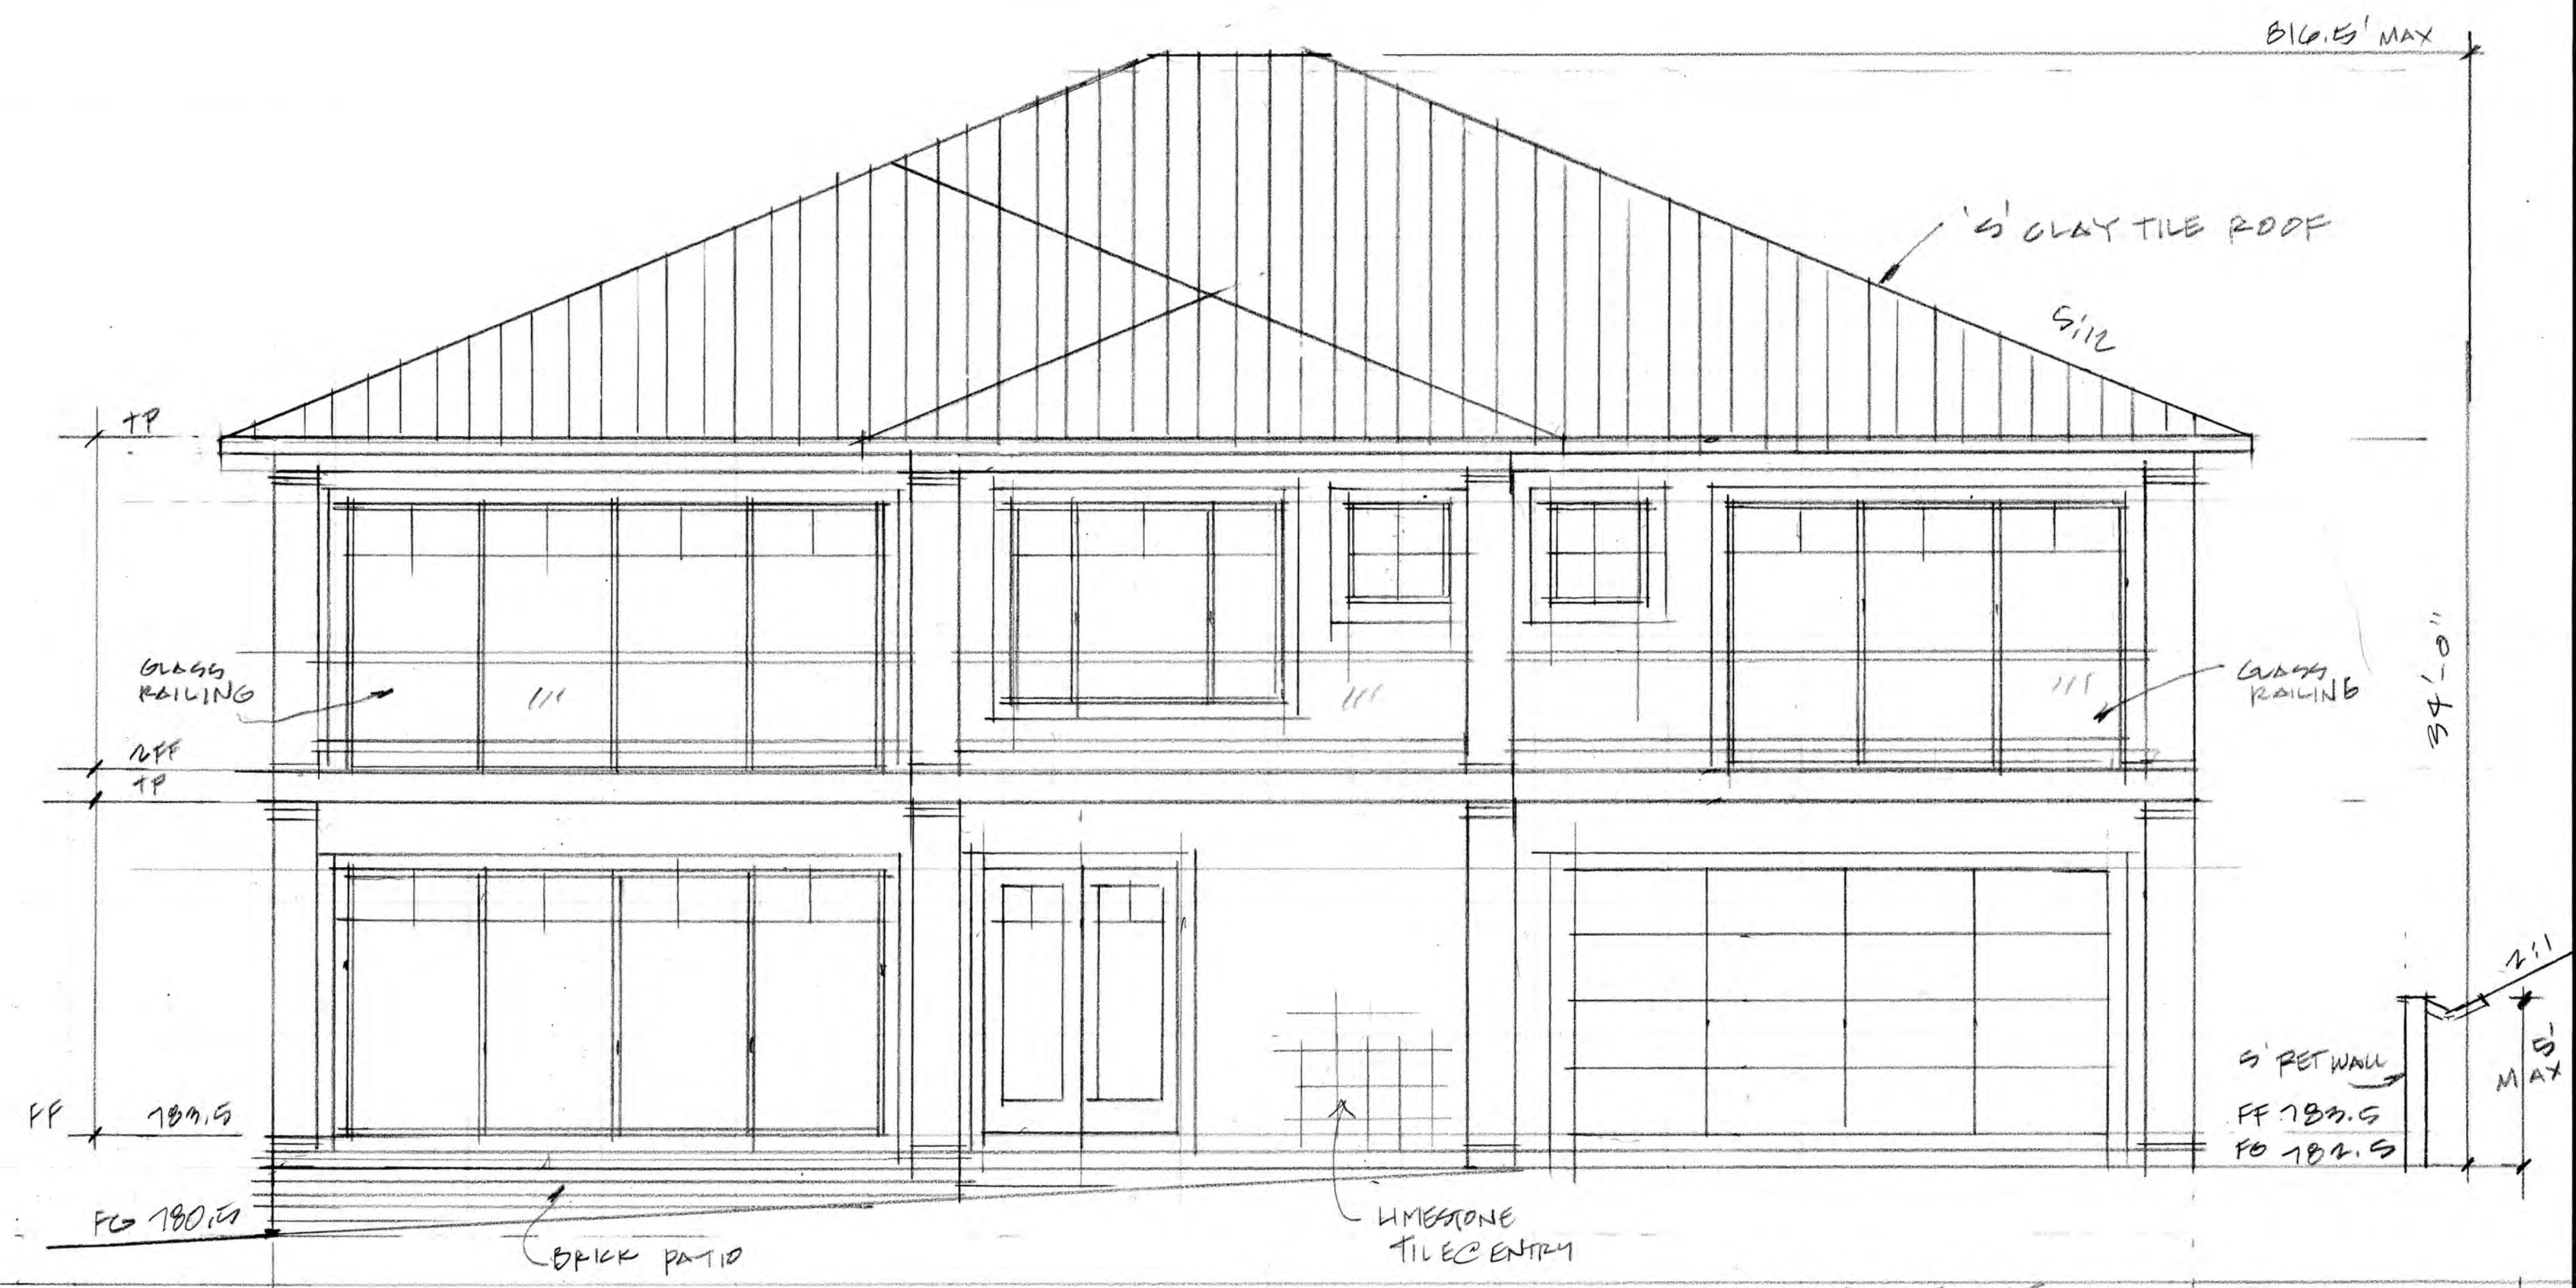 816.5' MAX
'S' CLAY TILE ROOF
5:12
TP
34'-0"
GLASS
RAILING
GLASS
RAILING
2FF
TP
2:1
5' RET WALL
5'
MAX
FF 783.5
FF 783.5
FG 782.5
FG 780.5
BRICK PATIO
LIMESTONE
TILE@ENTRY